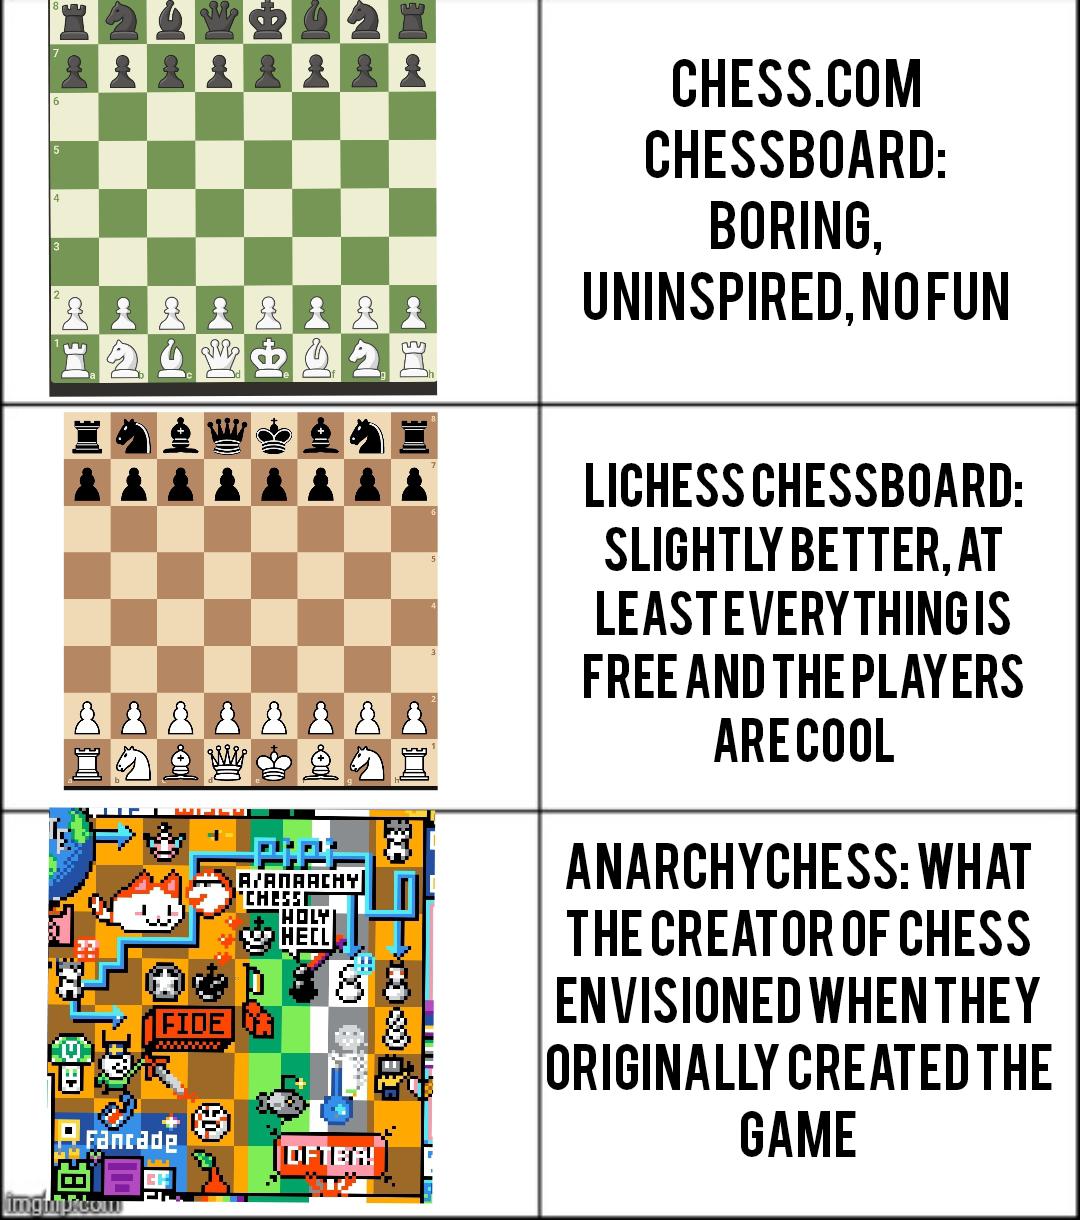 8
7
6
5
4
3
2
1
a b c d e f g h
CHESS.COM
CHESSBOARD:
BORING,
UNINSPIRED, NO FUN
8
7
6
5
4
3
2
1
a b c d e f g h
LICHESS CHESSBOARD:
SLIGHTLY BETTER, AT
LEAST EVERYTHING IS
FREE AND THE PLAYERS
ARE COOL
PiPi
R/ANARCHY
CHESS!
HOLY
HELL
FIDE
Fancade
DFTBA!
ANARCHYCHESS: WHAT
THE CREATOR OF CHESS
ENVISIONED WHEN THEY
ORIGINALLY CREATED THE
GAME
imgflip.com